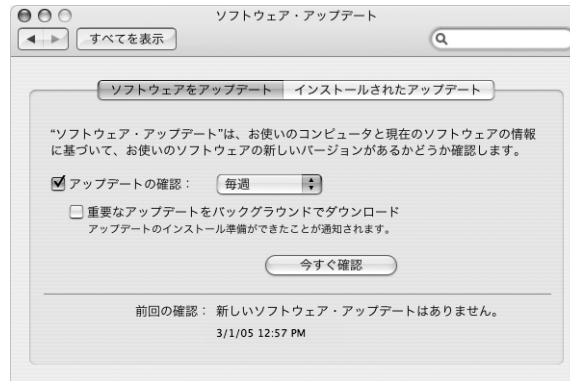 ソフトウェア・アップデート
すべてを表示
ソフトウェアをアップデート インストールされたアップデート
“ソフトウェア・アップデート”は、お使いのコンピュータと現在のソフトウェアの情報
に基づいて、お使いのソフトウェアの新しいバージョンがあるかどうか確認します。
アップデートの確認： 毎週
重要なアップデートをバックグラウンドでダウンロード
アップデートのインストール準備ができたことが通知されます。
今すぐ確認
前回の確認： 新しいソフトウェア・アップデートはありません。
3/1/05 12:57 PM